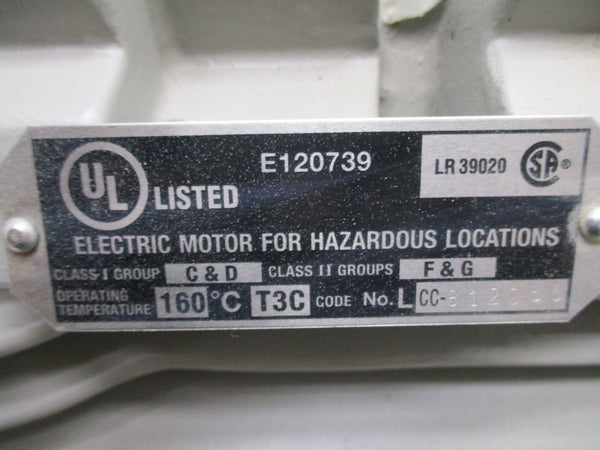 E120739
UL® LISTED
LR 39020 SA®
ELECTRIC MOTOR FOR HAZARDOUS LOCATIONS
CLASS I GROUP C & D CLASS II GROUPS F & G
OPERATING TEMPERATURE 160 °C T3C CODE No. L CC-